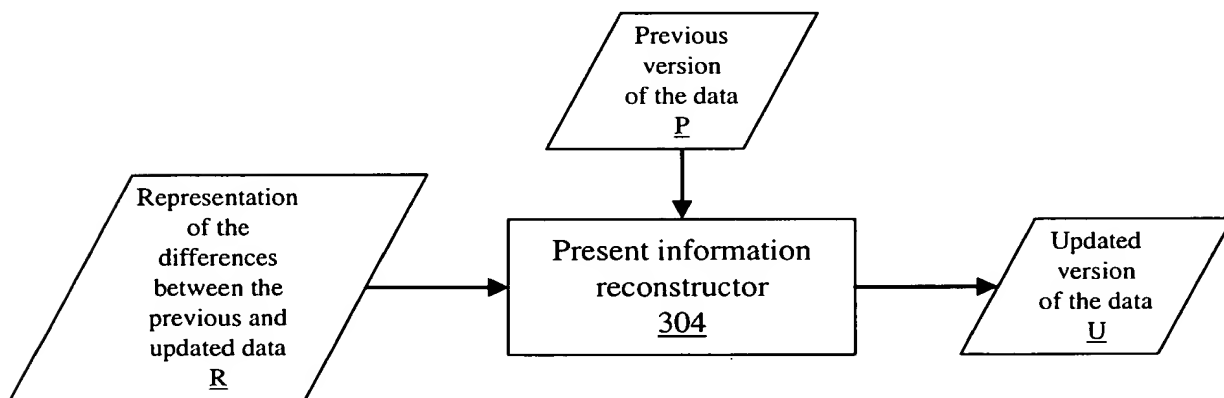 Previous
version
of the data
P
Representation
of the
differences
between the
previous and
updated data
R
Present information
reconstructor
304
Updated
version
of the data
U